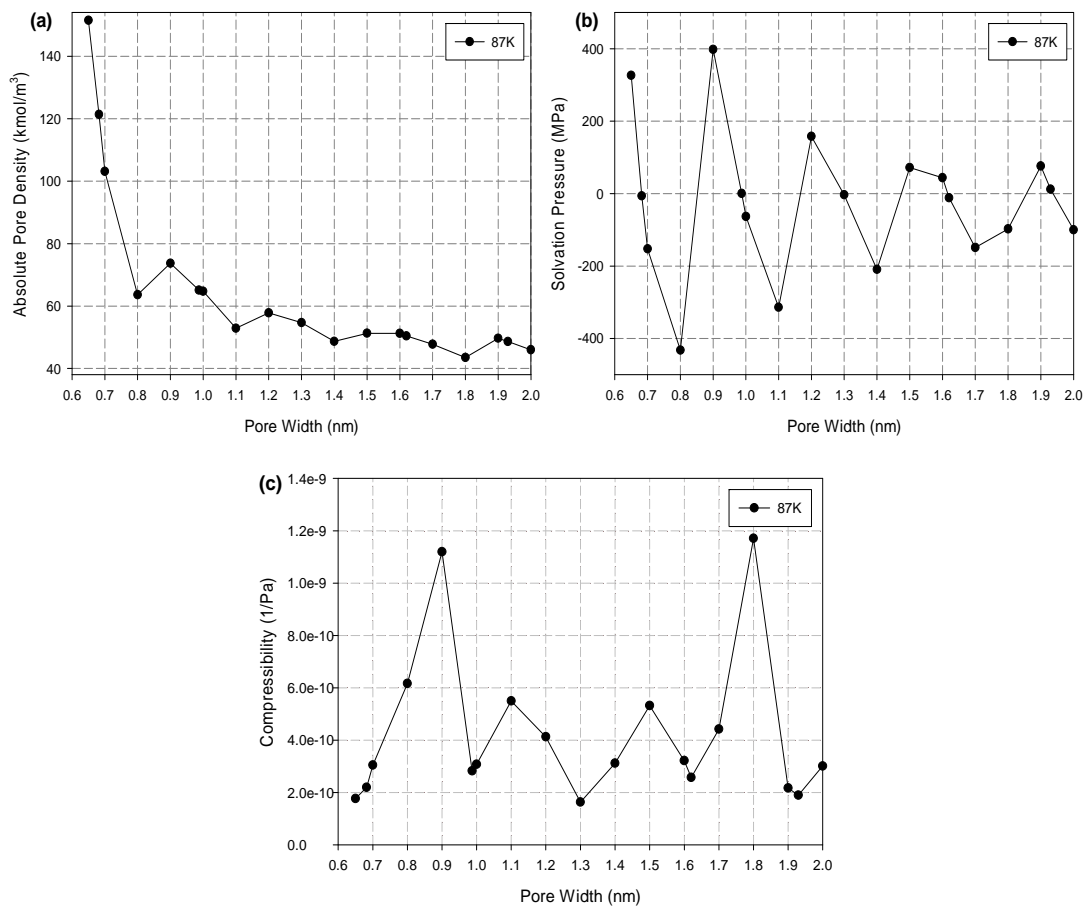 (a)
87K
Absolute Pore Density (kmol/m³)
140
120
100
80
60
40
0.6 0.7 0.8 0.9 1.0 1.1 1.2 1.3 1.4 1.5 1.6 1.7 1.8 1.9 2.0
Pore Width (nm)
(b)
87K
Solvation Pressure (MPa)
400
200
0
-200
-400
0.6 0.7 0.8 0.9 1.0 1.1 1.2 1.3 1.4 1.5 1.6 1.7 1.8 1.9 2.0
Pore Width (nm)
(c)
87K
Compressibility (1/Pa)
1.4e-9
1.2e-9
1.0e-9
8.0e-10
6.0e-10
4.0e-10
2.0e-10
0.0
0.6 0.7 0.8 0.9 1.0 1.1 1.2 1.3 1.4 1.5 1.6 1.7 1.8 1.9 2.0
Pore Width (nm)